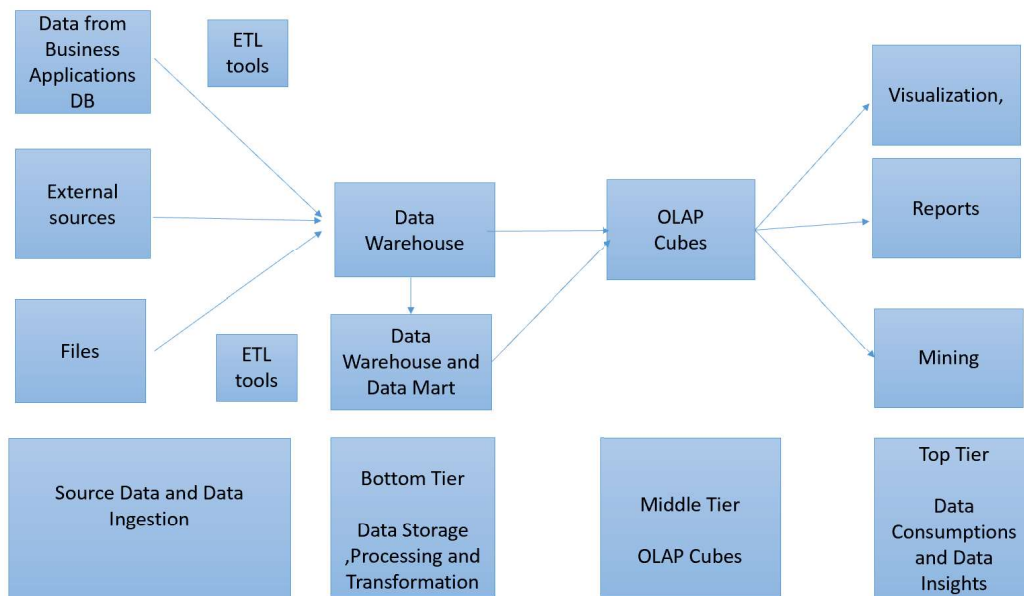 Data from
Business
Applications
DB
ETL
tools
Visualization,
External
sources
Data
Warehouse
OLAP
Cubes
Reports
Files
ETL
tools
Data
Warehouse and
Data Mart
Mining
Source Data and Data
Ingestion
Bottom Tier
Data Storage
,Processing and
Transformation
Middle Tier
OLAP Cubes
Top Tier
Data
Consumptions
and Data
Insights